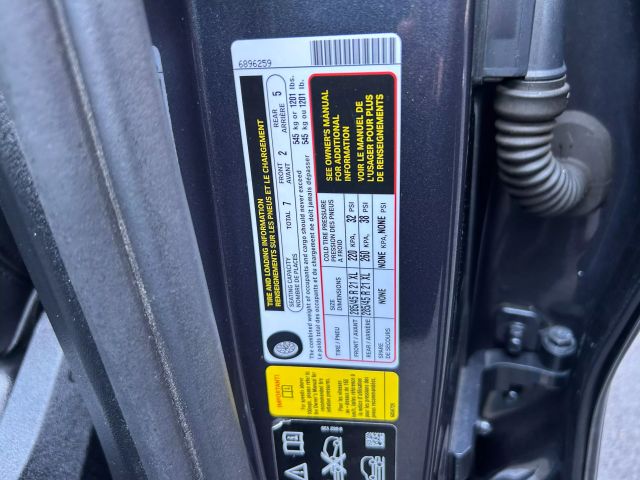 6896259
TIRE AND LOADING INFORMATION
RENSEIGNEMENTS SUR LES PNEUS ET LE CHARGEMENT
SEATING CAPACITY
NOMBRE DE PLACES
TOTAL 7
FRONT
AVANT 2
REAR
ARRIÈRE 5
The combined weight of occupants and cargo should never exceed 545 kg or 1201 lbs.
Le poids total des occupants et du chargement ne doit jamais dépasser 545 kg ou 1201 lb.
TIRE / PNEU
SIZE
DIMENSIONS
COLD TIRE PRESSURE
PRESSION DES PNEUS
A FROID
FRONT / AVANT 285/45 R 21 XL 220 KPA, 32 PSI
REAR / ARRIÈRE 285/45 R 21 XL 260 KPA, 38 PSI
SPARE
DE SECOURS NONE NONE KPA, NONE PSI
SEE OWNER'S MANUAL
FOR ADDITIONAL
INFORMATION
VOIR LE MANUEL DE
L'USAGER POUR PLUS
DE RENSEIGNEMENTS
IMPORTANT!